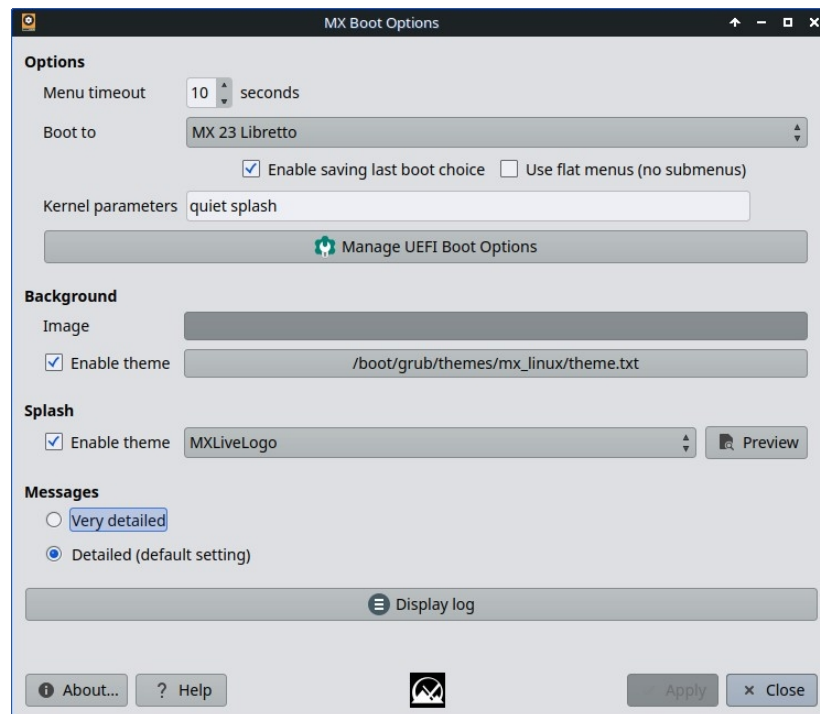 MX Boot Options
Options
Menu timeout 10 seconds
Boot to MX 23 Libretto
Enable saving last boot choice Use flat menus (no submenus)
Kernel parameters quiet splash
Manage UEFI Boot Options
Background
Image
Enable theme /boot/grub/themes/mx_linux/theme.txt
Splash
Enable theme MXLiveLogo Preview
Messages
Very detailed
Detailed (default setting)
Display log
About... ? Help Apply Close